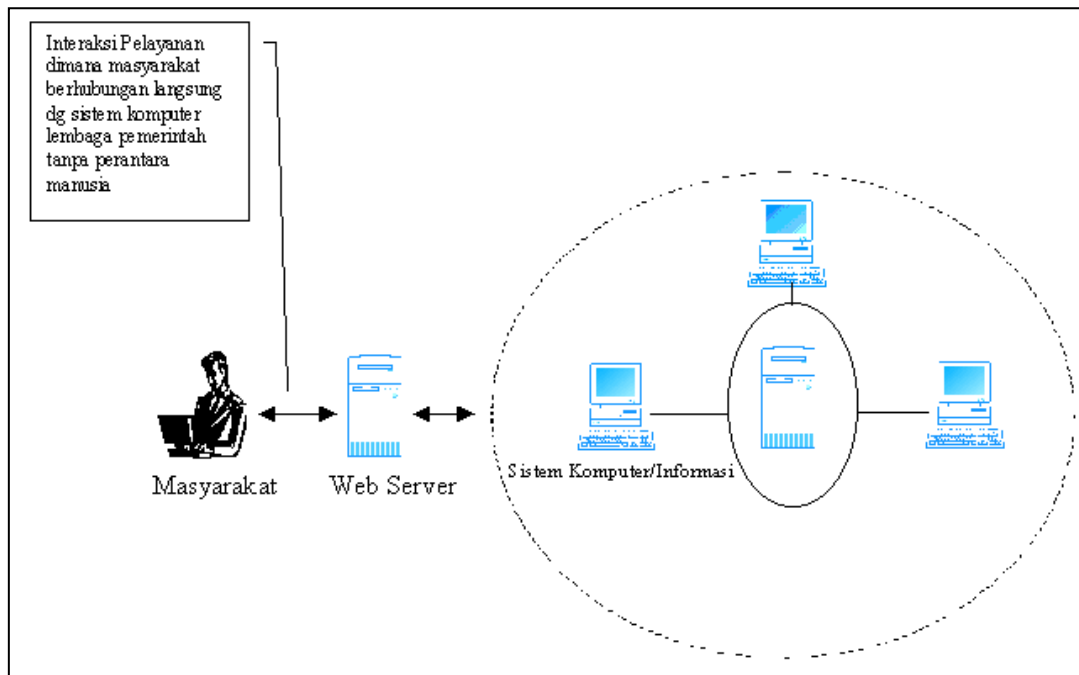 Interaksi Pelayanan
dimana masyarakat
berhubungan langsung
dg sistem komputer
lembaga pemerintah
tanpa perantara
manusia
Masyarakat
Web Server
Sistem Komputer/Informasi